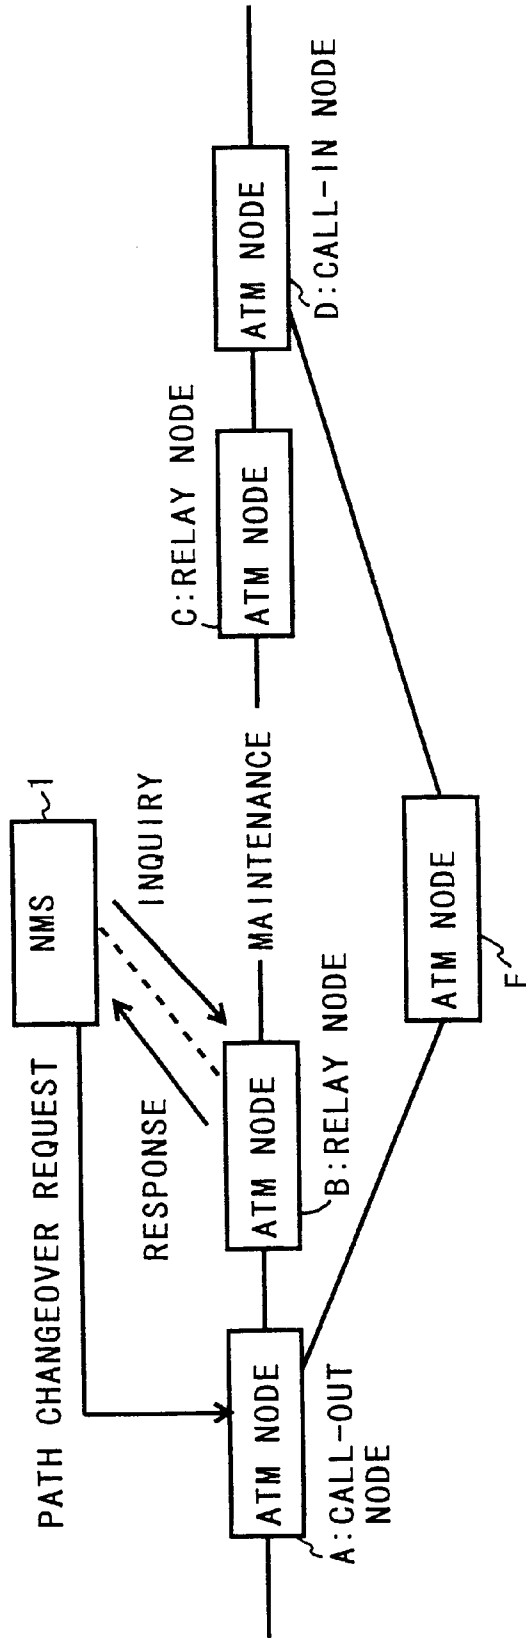 NMS
1
PATH CHANGEOVER REQUEST
INQUIRY
RESPONSE
C:RELAY NODE
ATM NODE
ATM NODE
MAINTENANCE
ATM NODE
ATM NODE
A:CALL-OUT
NODE
B:RELAY NODE
D:CALL-IN NODE
ATM NODE
F